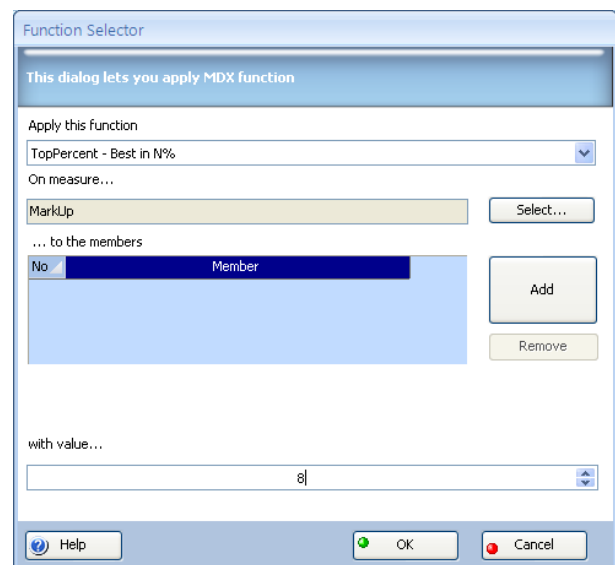 Function Selector
This dialog lets you apply MDX function
Apply this function
TopPercent - Best in N%
On measure...
MarkUp
Select...
... to the members
No
Member
Add
Remove
with value...
8
Help
OK
Cancel